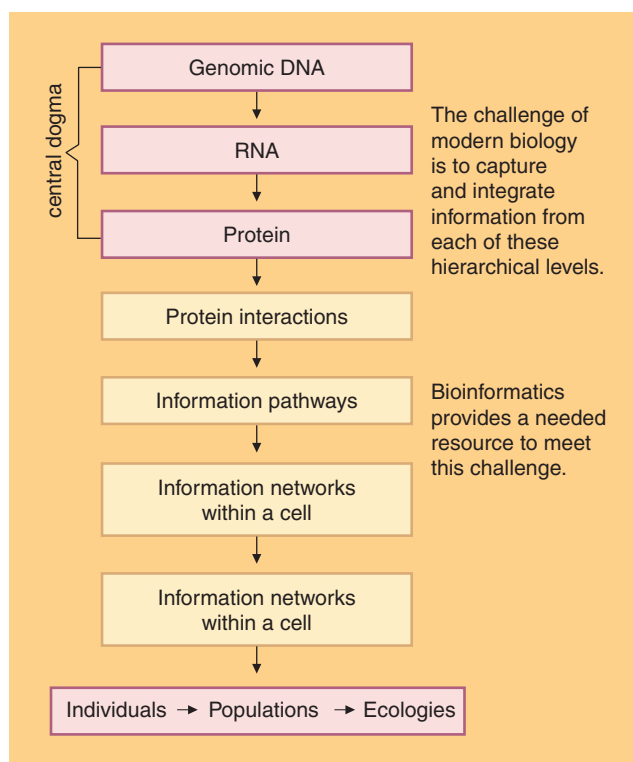 Genomic DNA
central dogma
RNA
Protein
The challenge of
modern biology
is to capture
and integrate
information from
each of these
hierarchical levels.
Protein interactions
Information pathways
Bioinformatics
provides a needed
resource to meet
this challenge.
Information networks
within a cell
Information networks
within a cell
Individuals → Populations → Ecologies